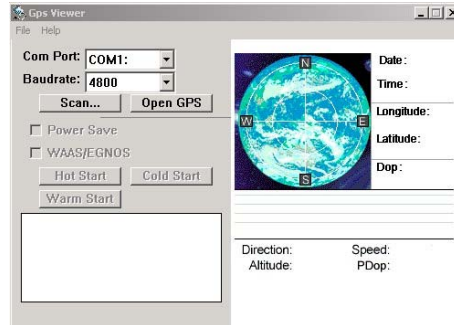 Gps Viewer
File Help
Com Port: COM1:
Baudrate: 4800
Scan... Open GPS
Power Save
WAAS/EGNOS
Hot Start Cold Start
Warm Start
N
W E
S
Date:
Time:
Longitude:
Latitude:
Dop:
Direction: Speed:
Altitude: PDop: